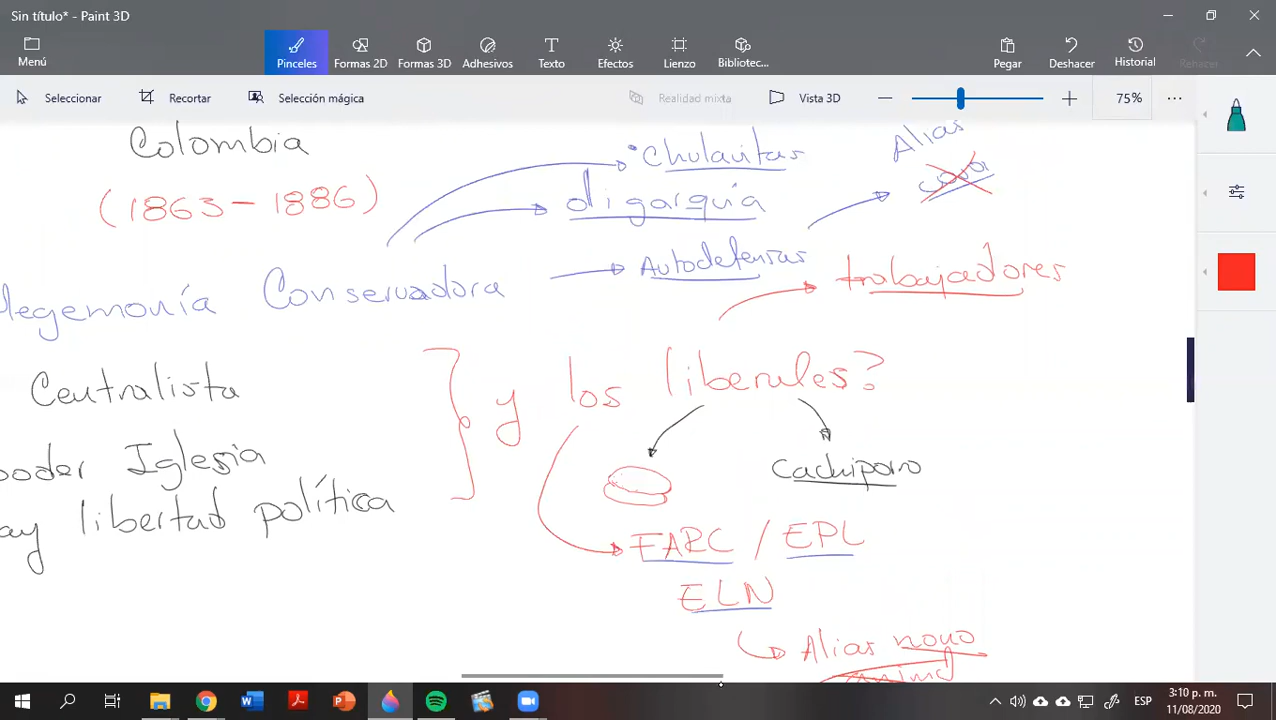 Sin título* - Paint 3D
Menú
Pinceles
Formas 2D
Formas 3D
Adhesivos
Texto
Efectos
Lienzo
Bibliotec...
Pegar
Deshacer
Historial
Rehacer
Seleccionar
Recortar
Selección mágica
Realidad mixta
Vista 3D
75%
Colombia
(1863 - 1886)
Chulavitas
oligarquía
Autodefensas
Alias
trabajadores
Hegemonía Conservadora
Centralista
poder Iglesia
hay libertad política
y los liberales?
cachiporro
FARC / EPL
ELN
Alias
ESP
3:10 p. m.
11/08/2020